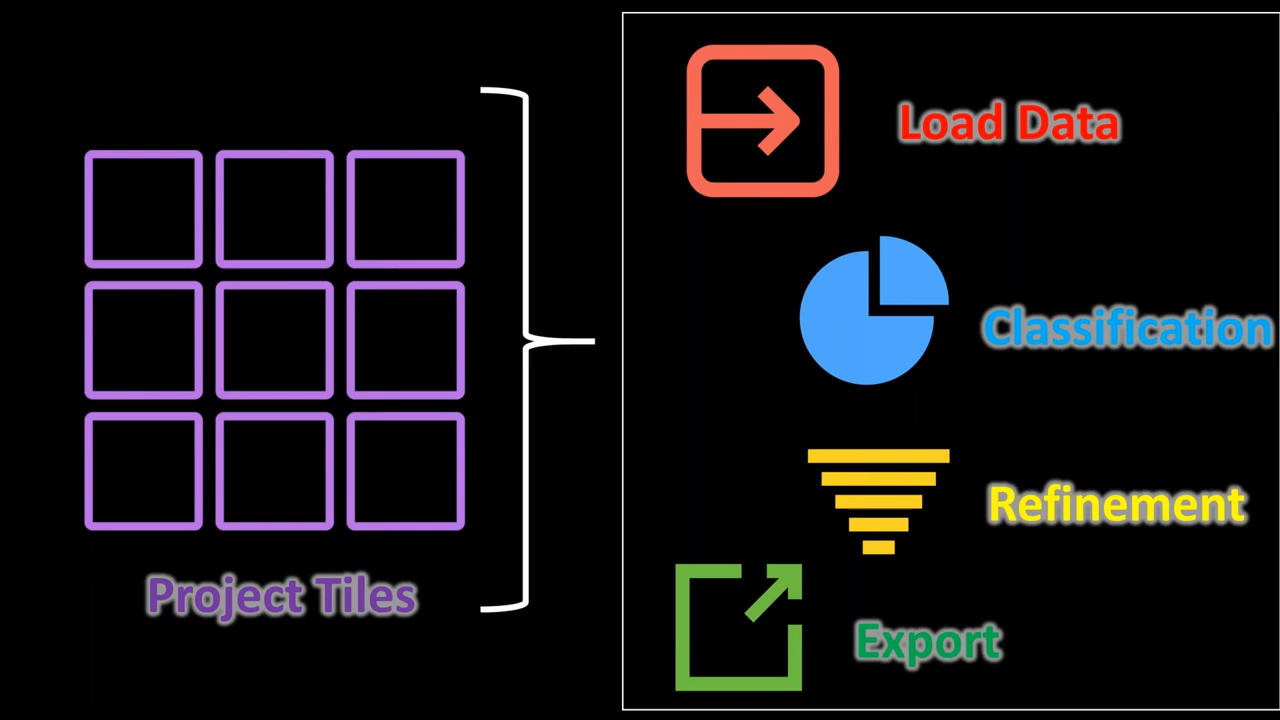 Load Data
Classification
Refinement
Project Tiles
Export